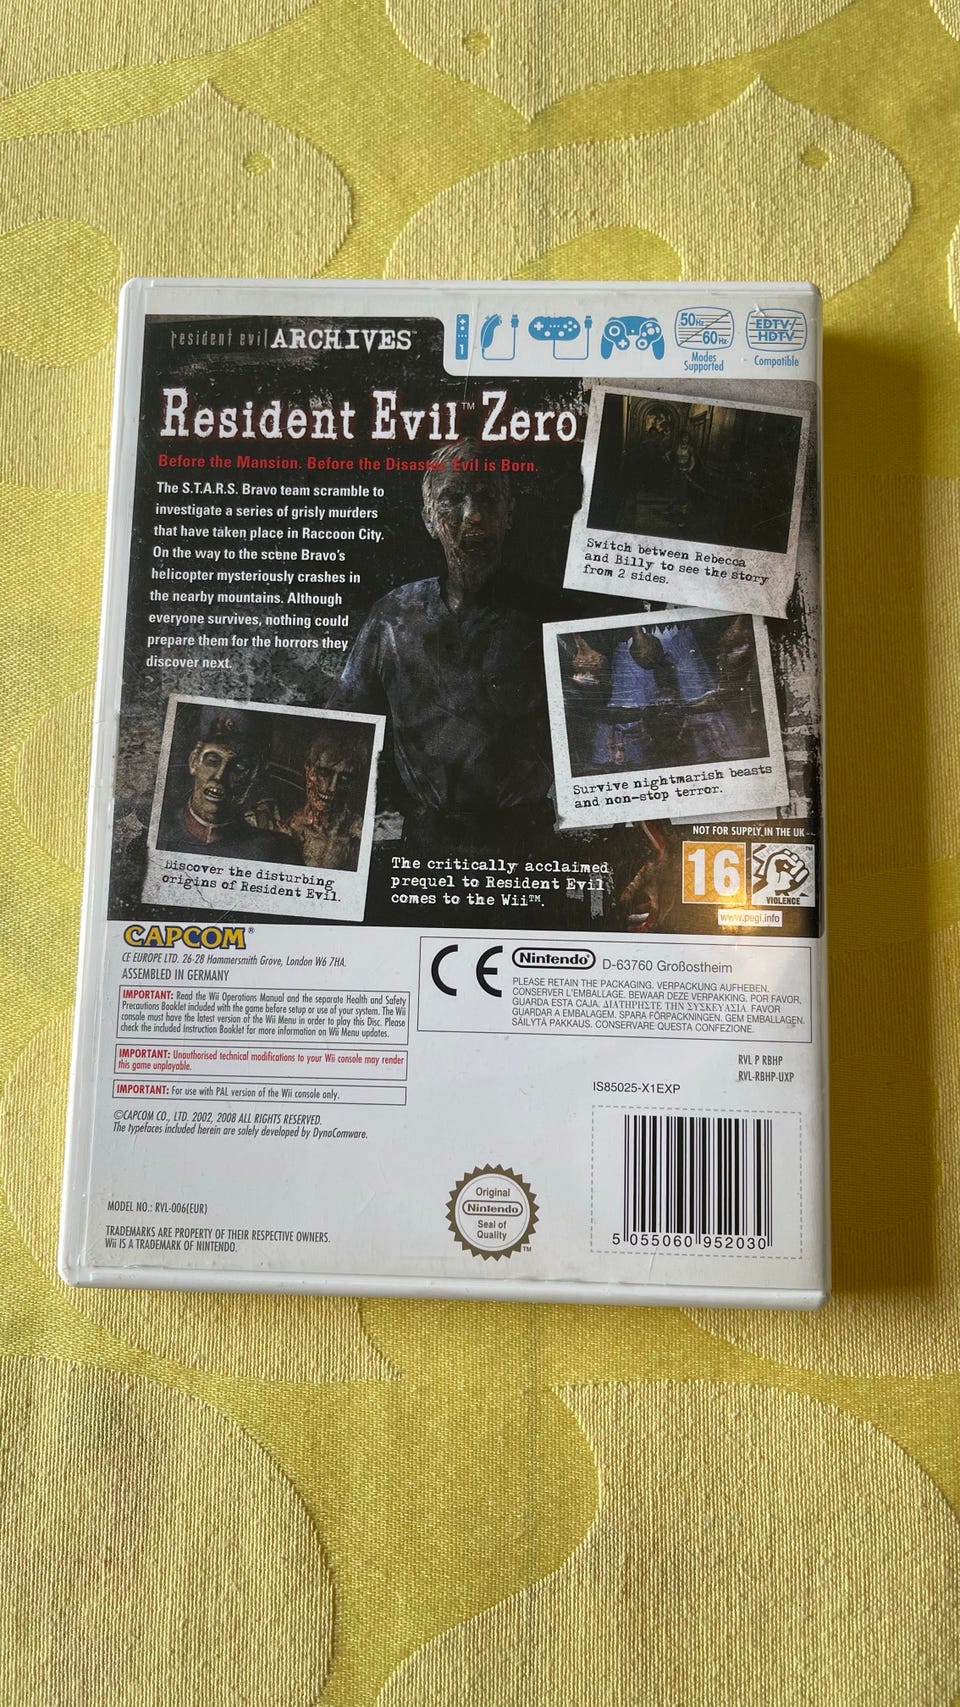 resident evil ARCHIVES™
1
50Hz
60Hz
Modes
Supported
EDTV/
HDTV
Compatible
Resident Evil™ Zero
Before the Mansion. Before the Disaster. Evil is Born.
The S.T.A.R.S. Bravo team scramble to
investigate a series of grisly murders
that have taken place in Raccoon City.
On the way to the scene Bravo's
helicopter mysteriously crashes in
the nearby mountains. Although
everyone survives, nothing could
prepare them for the horrors they
discover next.
Switch between Rebecca
and Billy to see the story
from 2 sides.
Survive nightmarish beasts
and non-stop terror.
Discover the disturbing
origins of Resident Evil.
The critically acclaimed
prequel to Resident Evil
comes to the Wii™.
NOT FOR SUPPLY IN THE UK
16
VIOLENCE
www.pegi.info
CAPCOM®
CE EUROPE LTD. 26-28 Hammersmith Grove, London W6 7HA.
ASSEMBLED IN GERMANY
IMPORTANT: Read the Wii Operations Manual and the separate Health and Safety
Precautions Booklet included with the game before setup or use of your system. The Wii
console must have the latest version of the Wii Menu in order to play this Disc. Please
check the included Instruction Booklet for more information on Wii Menu updates.
IMPORTANT: Unauthorised technical modifications to your Wii console may render
this game unplayable.
IMPORTANT: For use with PAL version of the Wii console only.
©CAPCOM CO., LTD. 2002, 2008 ALL RIGHTS RESERVED.
The typefaces included herein are solely developed by DynaComware.
CE
Nintendo® D-63760 Großostheim
PLEASE RETAIN THE PACKAGING. VERPACKUNG AUFHEBEN.
CONSERVER L'EMBALLAGE. BEWAAR DEZE VERPAKKING. POR FAVOR,
GUARDA ESTA CAJA. ΔΙΑΤΗΡΗΣΤΕ ΤΗΝ ΣΥΣΚΕΥΑΣΙΑ. FAVOR
GUARDAR A EMBALAGEM. SPARA FÖRPACKNINGEN. GEM EMBALLAGEN.
SÄILYTÄ PAKKAUS. CONSERVARE QUESTA CONFEZIONE.
RVL P RBHP
RVL-RBHP-UXP
IS85025-X1EXP
MODEL NO.: RVL-006(EUR)
TRADEMARKS ARE PROPERTY OF THEIR RESPECTIVE OWNERS.
Wii IS A TRADEMARK OF NINTENDO.
Original
Nintendo
Seal of
Quality
TM
5 055060 952030